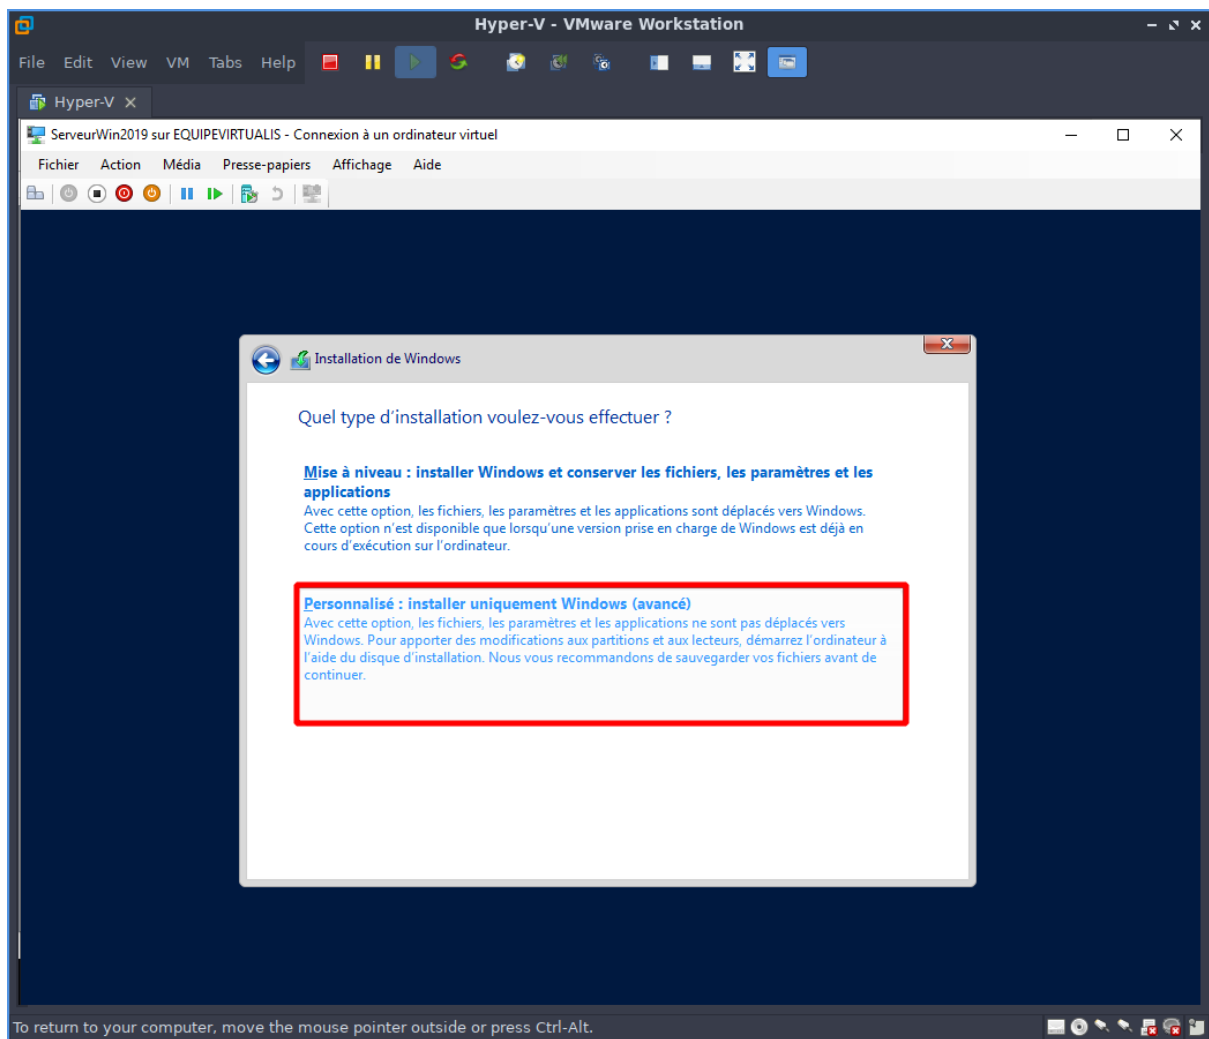 Hyper-V - VMware Workstation
File Edit View VM Tabs Help
Hyper-V
ServeurWin2019 sur EQUIPEVIRTUALIS - Connexion à un ordinateur virtuel
Fichier Action Média Presse-papiers Affichage Aide
Installation de Windows
Quel type d'installation voulez-vous effectuer ?
Mise à niveau : installer Windows et conserver les fichiers, les paramètres et les
applications
Avec cette option, les fichiers, les paramètres et les applications sont déplacés vers Windows.
Cette option n'est disponible que lorsqu'une version prise en charge de Windows est déjà en
cours d'exécution sur l'ordinateur.
Personnalisé : installer uniquement Windows (avancé)
Avec cette option, les fichiers, les paramètres et les applications ne sont pas déplacés vers
Windows. Pour apporter des modifications aux partitions et aux lecteurs, démarrez l'ordinateur à
l'aide du disque d'installation. Nous vous recommandons de sauvegarder vos fichiers avant de
continuer.
To return to your computer, move the mouse pointer outside or press Ctrl-Alt.